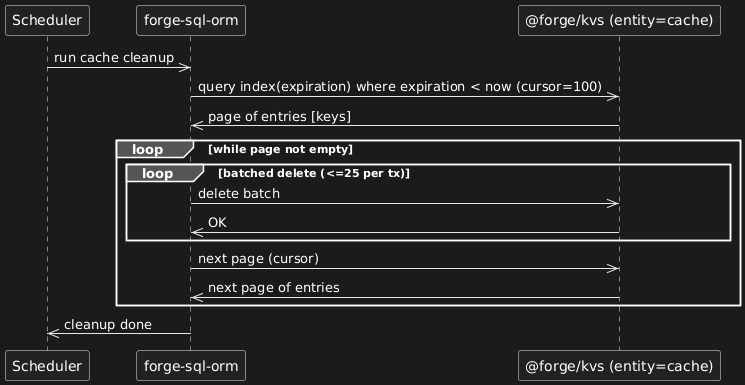 Scheduler forge-sql-orm @forge/kvs (entity=cache)
run cache cleanup
query index(expiration) where expiration < now (cursor=100)
page of entries [keys]
loop [while page not empty]
loop [batched delete (<=25 per tx)]
delete batch
OK
next page (cursor)
next page of entries
cleanup done
Scheduler forge-sql-orm @forge/kvs (entity=cache)